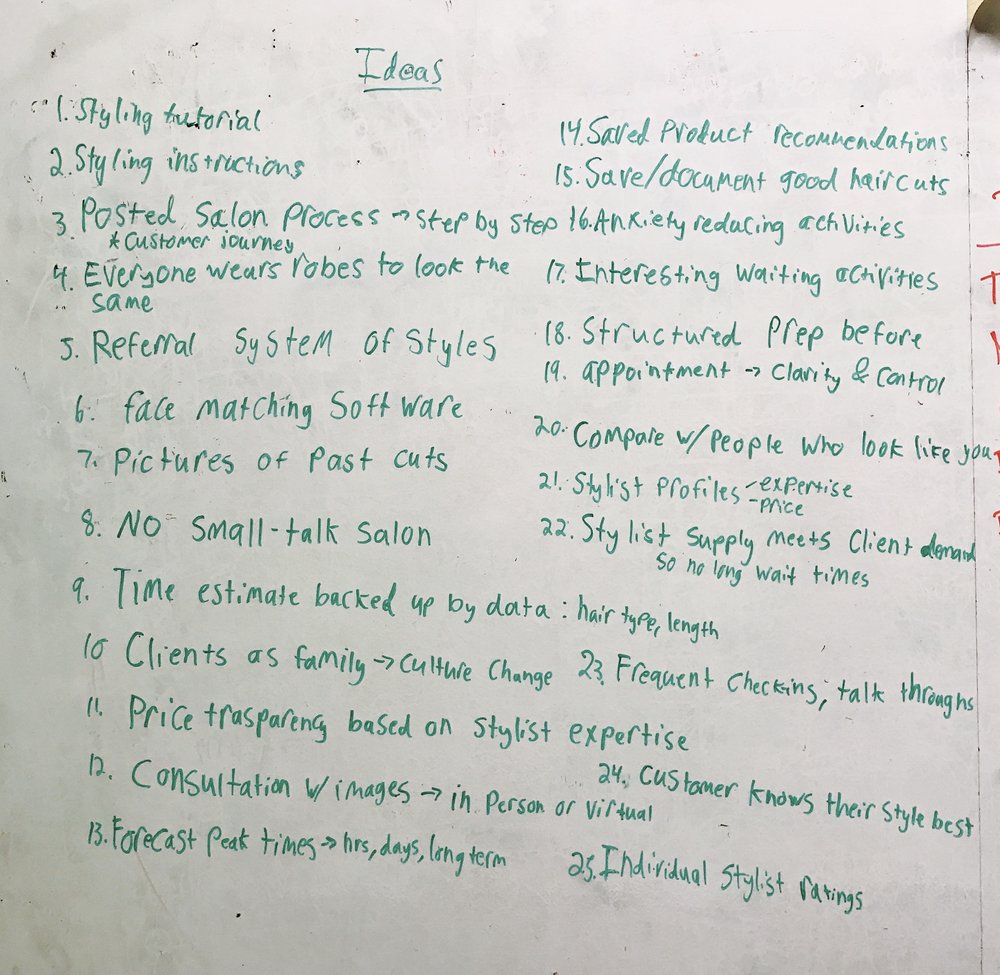 Ideas
1. Styling tutorial
2. Styling instructions
3. Posted Salon Process → Step by Step
* Customer journey
4. Everyone wears robes to look the
same
5. Referral System of Styles
6. face matching Software
7. Pictures of Past cuts
8. NO Small-talk Salon
9. Time estimate backed up by data : hair type, length
10 Clients as family → Culture Change
11. Price trasparency based on stylist expertise
12. Consultation w/ images → in Person or Virtual
13. Forecast Peak times → hrs, days, long term
14. Saved Product recommendations
15. Save/document good haircuts
16. Anxiety reducing activities
17. Interesting Waiting activities
18. Structured Prep before
19. appointment → Clarity & Control
20. Compare w/ People who look like you
21. Stylist Profiles - expertise
- price
22. Stylist Supply meets Client demand
So no long wait times
23. Frequent Checking; talk throughs
24. Customer knows their style best
25. Individual Stylist ratings